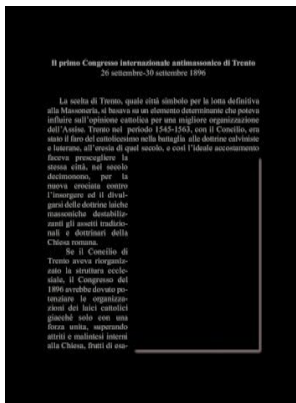 Il primo Congresso internazionale antimassonico di Trento
26 settembre-30 settembre 1896
La scelta di Trento, quale città simbolo per la lotta definitiva
alla Massoneria, si basava su un elemento determinante che poteva
influire sull'opinione cattolica per una migliore organizzazione
dell'Assise. Trento nel periodo 1545-1563, con il Concilio, era
stato il faro del cattolicesimo nella battaglia alle dottrine calviniste
e luterane, all'eresia di quel secolo, e così l'ideale accostamento
faceva prescegliere la
stessa città, nel secolo
decimonono, per la
nuova crociata contro
l'insorgere ed il divul-
garsi delle dottrine laiche
massoniche destabiliz-
zanti gli assetti tradizio-
nali e dottrinari della
Chiesa romana.
Se il Concilio di
Trento aveva riorganiz-
zato la struttura eccle-
siale, il Congresso del
1896 avrebbe dovuto po-
tenziare le organizza-
zioni dei laici cattolici
giacché solo con una
forza unita, superando
attriti e malintesi interni
alla Chiesa, frutti di esa-